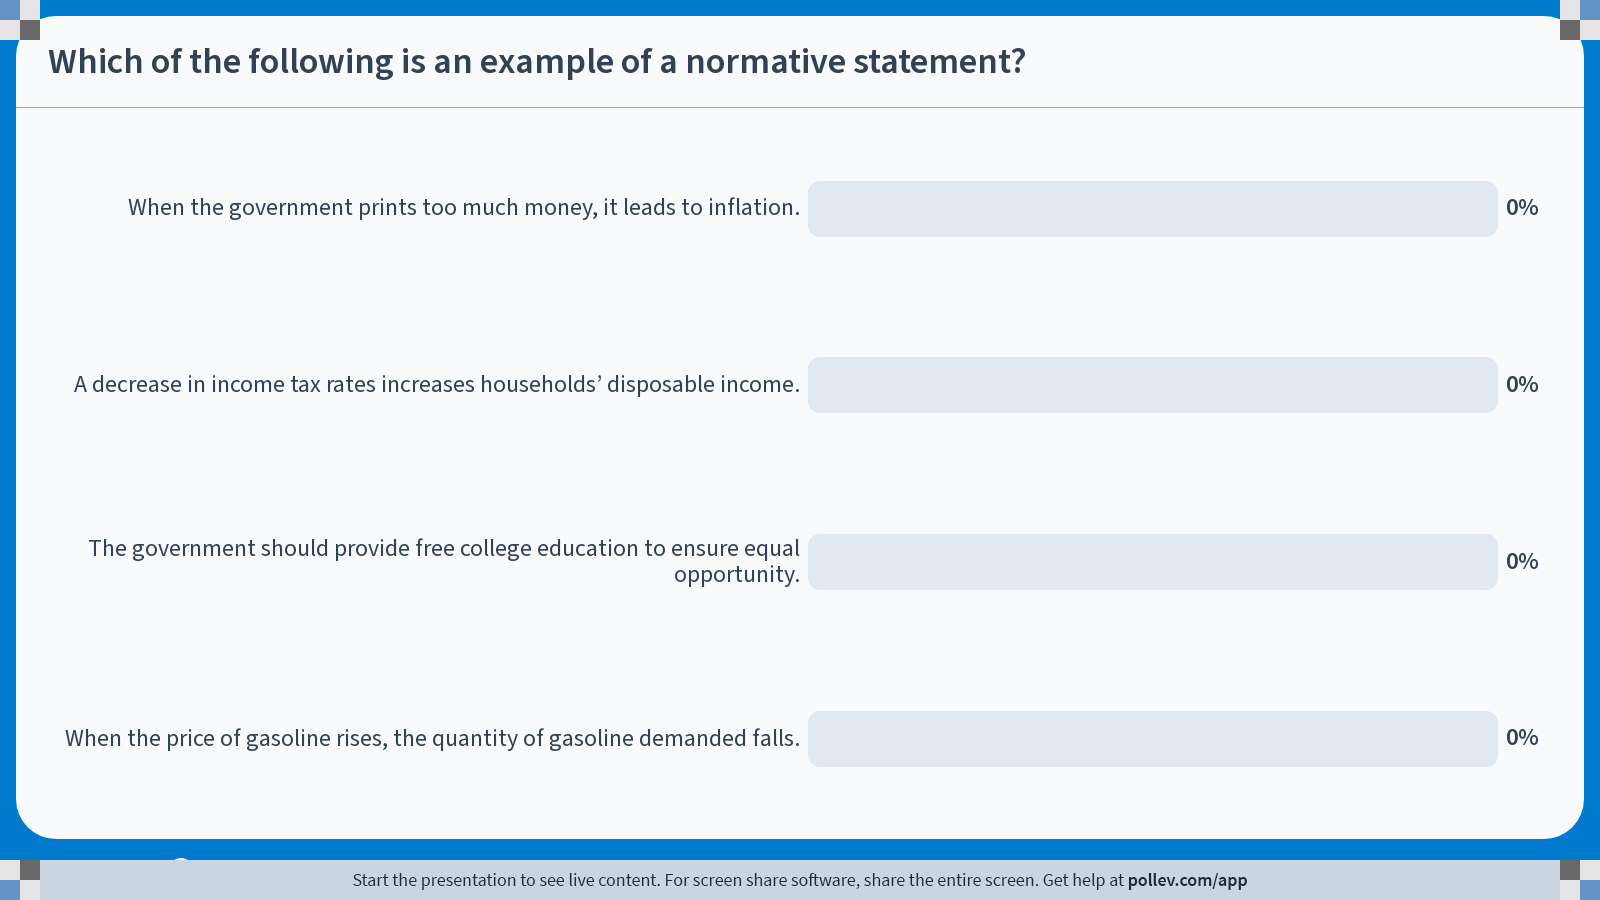 Which of the following is an example of a normative statement?
When the government prints too much money, it leads to inflation.
0%
A decrease in income tax rates increases households’ disposable income.
0%
The government should provide free college education to ensure equal
opportunity.
0%
When the price of gasoline rises, the quantity of gasoline demanded falls.
0%
Start the presentation to see live content. For screen share software, share the entire screen. Get help at pollev.com/app